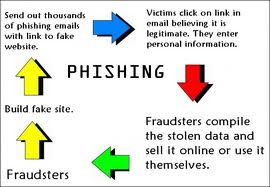 Send out thousands
of phishing emails
with link to fake
website.
Victims click on link in
email believing it is
legitimate. They enter
personal information.
PHISHING
Build fake site.
Fraudsters compile
the stolen data and
sell it online or use it
themselves.
Fraudsters